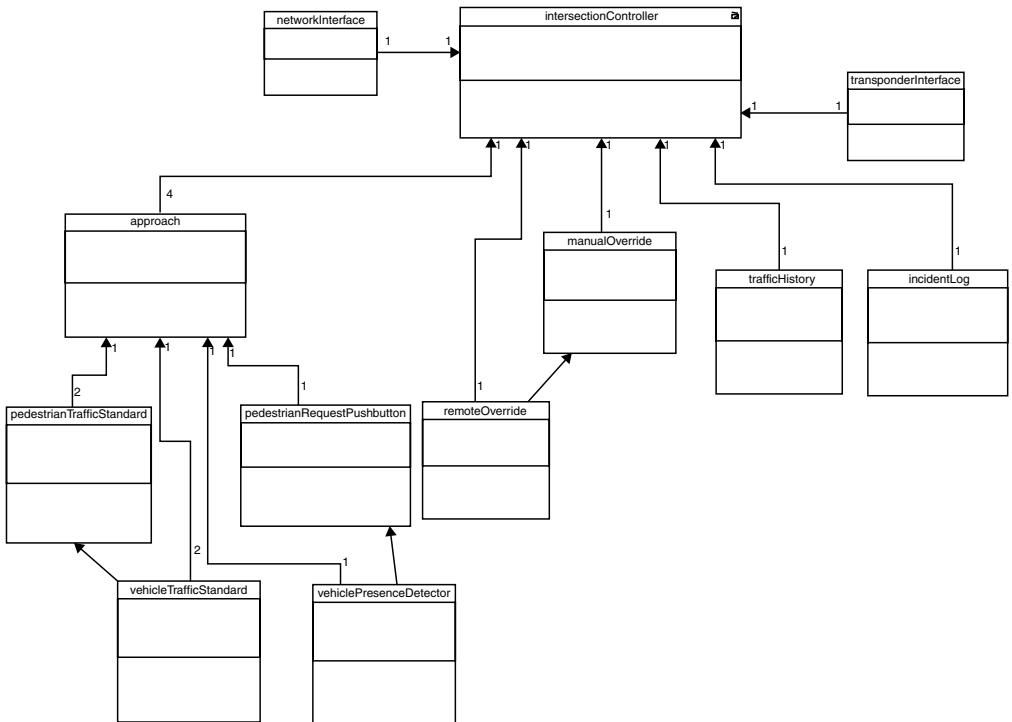 networkInterface
intersectionController
1
1
transponderInterface
1
1
1
1
1
1
1
4
approach
1
manualOverride
1
trafficHistory
1
incidentLog
1
1
1
1
2
1
1
pedestrianTrafficStandard
pedestrianRequestPushbutton
remoteOverride
2
1
vehicleTrafficStandard
vehiclePresenceDetector